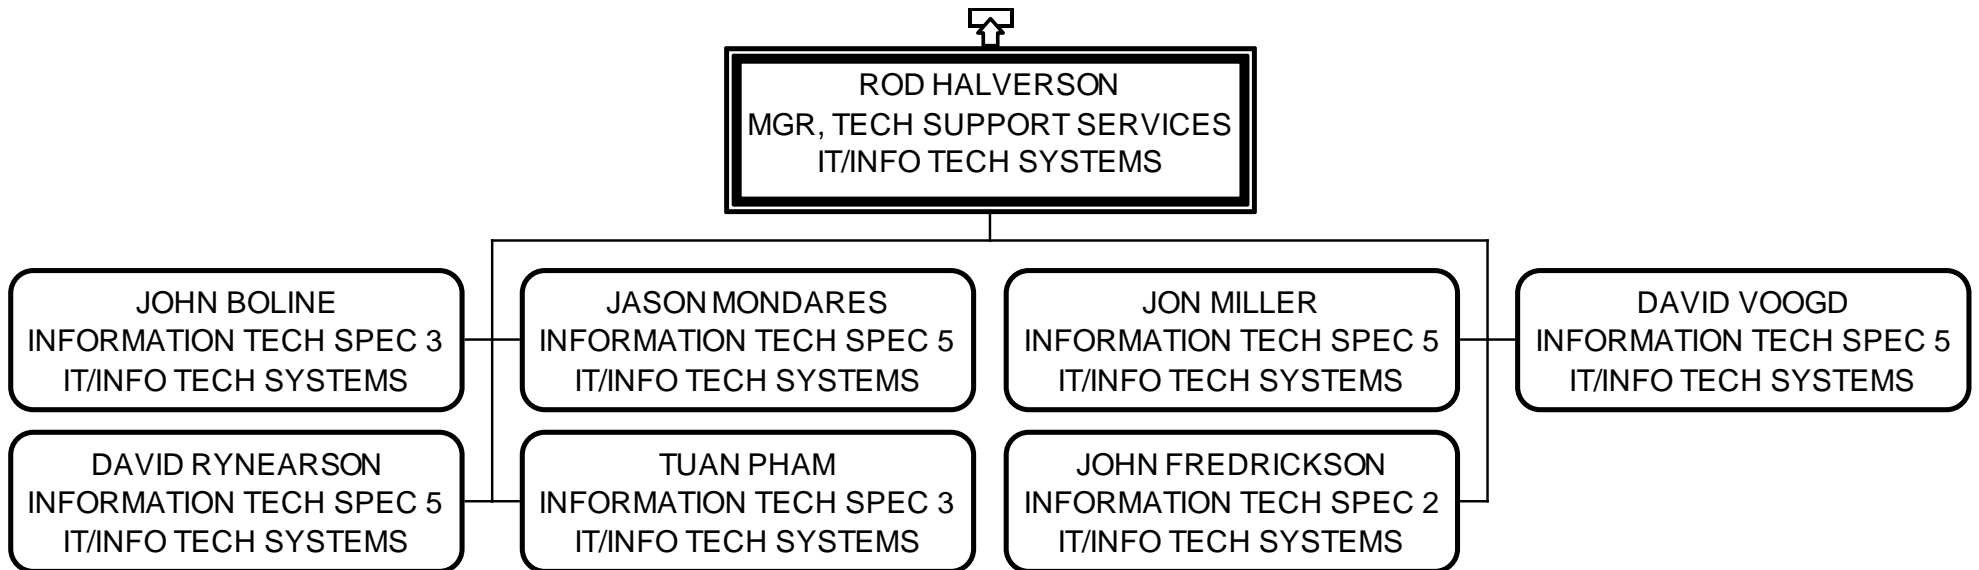 ROD HALVERSON
MGR, TECH SUPPORT SERVICES
IT/INFO TECH SYSTEMS
JOHN BOLINE
INFORMATION TECH SPEC 3
IT/INFO TECH SYSTEMS
JASON MONDARES
INFORMATION TECH SPEC 5
IT/INFO TECH SYSTEMS
JON MILLER
INFORMATION TECH SPEC 5
IT/INFO TECH SYSTEMS
DAVID VOOGD
INFORMATION TECH SPEC 5
IT/INFO TECH SYSTEMS
DAVID RYNEARSON
INFORMATION TECH SPEC 5
IT/INFO TECH SYSTEMS
TUAN PHAM
INFORMATION TECH SPEC 3
IT/INFO TECH SYSTEMS
JOHN FREDRICKSON
INFORMATION TECH SPEC 2
IT/INFO TECH SYSTEMS